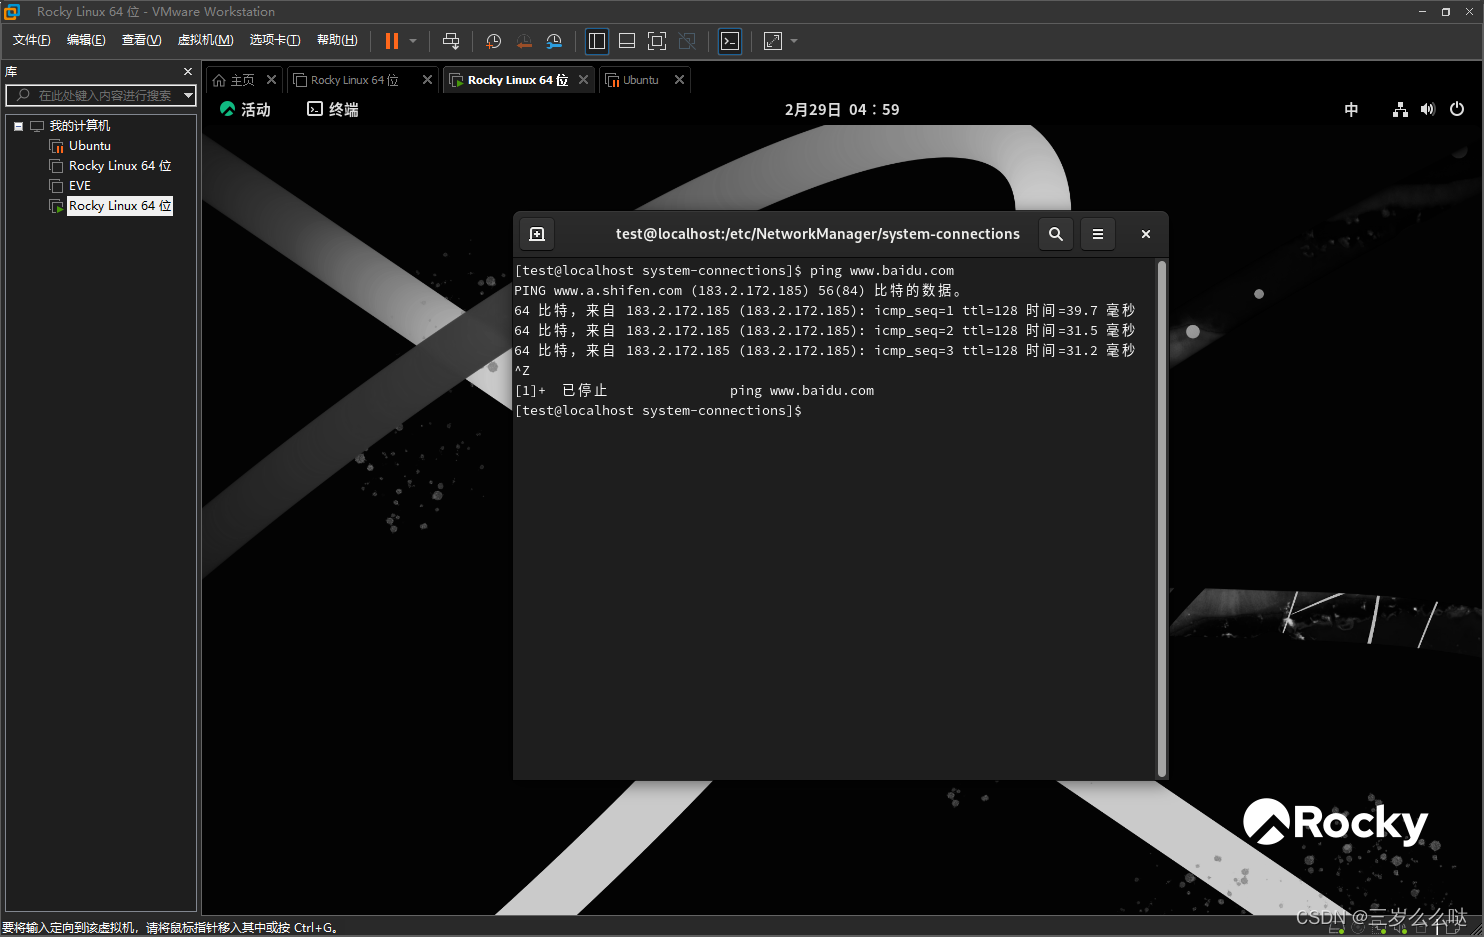 Rocky Linux 64 位 - VMware Workstation
文件(F) 编辑(E) 查看(V) 虚拟机(M) 选项卡(T) 帮助(H)
库
在此处键入内容进行搜索
我的计算机
Ubuntu
Rocky Linux 64 位
EVE
Rocky Linux 64 位
主页 Rocky Linux 64 位 Rocky Linux 64 位 Ubuntu
活动 终端 2月29日 04：59 中
test@localhost:/etc/NetworkManager/system-connections
[test@localhost system-connections]$ ping www.baidu.com
PING www.a.shifen.com (183.2.172.185) 56(84) 比特的数据。
64 比特，来自 183.2.172.185 (183.2.172.185): icmp_seq=1 ttl=128 时间=39.7 毫秒
64 比特，来自 183.2.172.185 (183.2.172.185): icmp_seq=2 ttl=128 时间=31.5 毫秒
64 比特，来自 183.2.172.185 (183.2.172.185): icmp_seq=3 ttl=128 时间=31.2 毫秒
^Z
[1]+ 已停止 ping www.baidu.com
[test@localhost system-connections]$
Rocky
要将输入定向到该虚拟机，请将鼠标指针移入其中或按 Ctrl+G。
CSDN @三岁么么哒